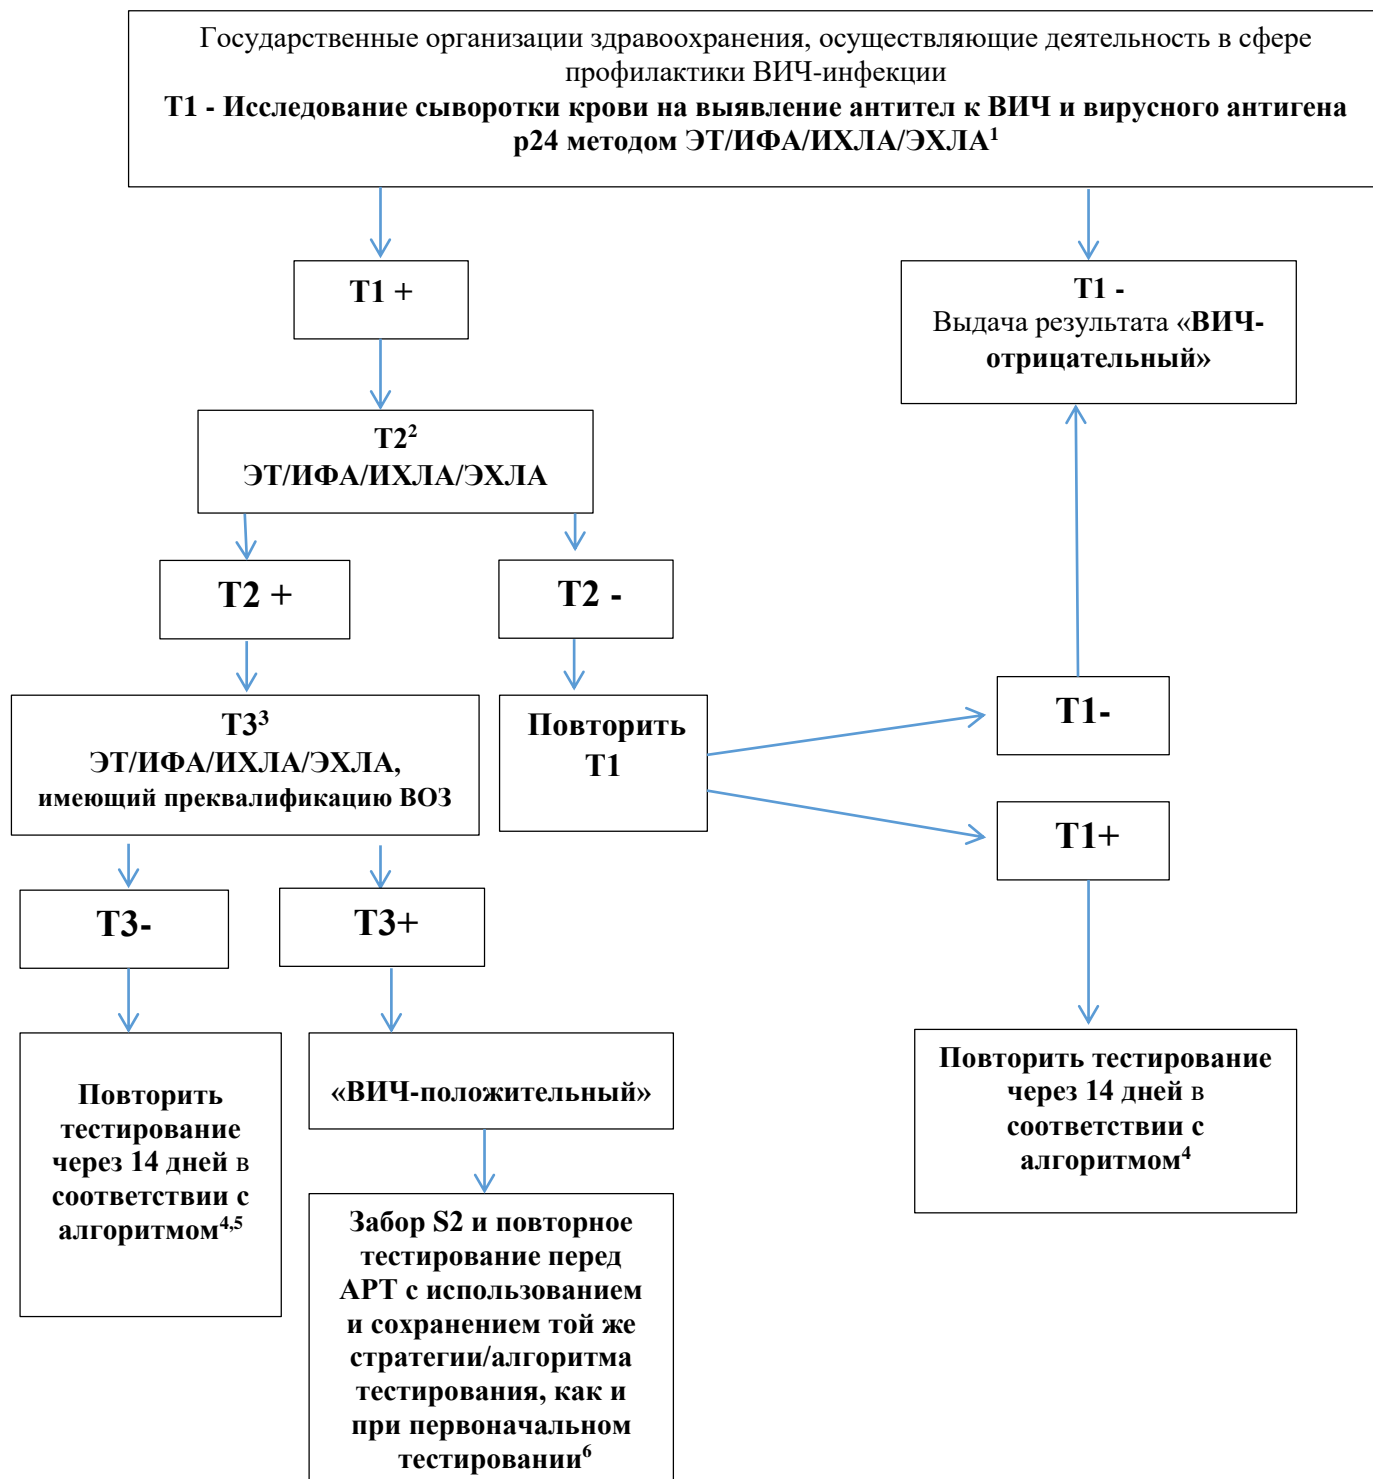 Государственные организации здравоохранения, осуществляющие деятельность в сфере
профилактики ВИЧ-инфекции
Т1 - Исследование сыворотки крови на выявление антител к ВИЧ и вирусного антигена
р24 методом ЭТ/ИФА/ИХЛА/ЭХЛА¹
Т1 +
Т1 -
Выдача результата «ВИЧ-
отрицательный»
Т2²
ЭТ/ИФА/ИХЛА/ЭХЛА
Т2 +
Т2 -
Т3³
ЭТ/ИФА/ИХЛА/ЭХЛА,
имеющий преквалификацию ВОЗ
Повторить
Т1
Т1-
Т1+
Т3-
Т3+
Повторить
тестирование
через 14 дней в
соответствии с
алгоритмом⁴,⁵
«ВИЧ-положительный»
Повторить тестирование
через 14 дней в
соответствии с
алгоритмом⁴
Забор S2 и повторное
тестирование перед
АРТ с использованием
и сохранением той же
стратегии/алгоритма
тестирования, как и
при первоначальном
тестировании⁶